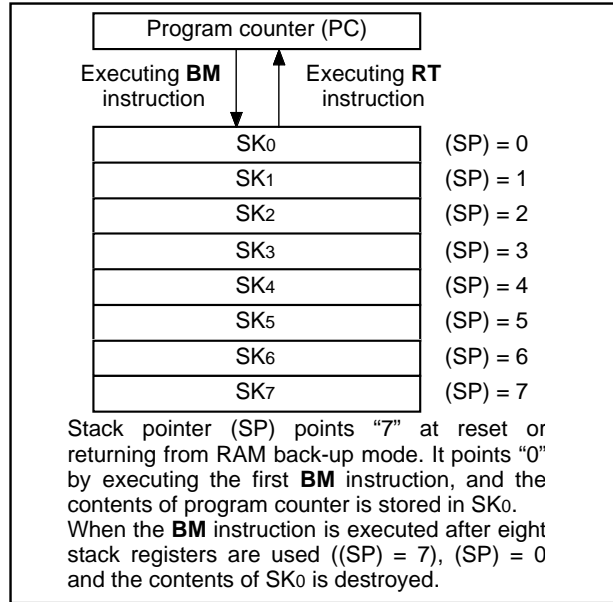 Program counter (PC)
Executing BM
instruction
Executing RT
instruction
SK0 (SP) = 0
SK1 (SP) = 1
SK2 (SP) = 2
SK3 (SP) = 3
SK4 (SP) = 4
SK5 (SP) = 5
SK6 (SP) = 6
SK7 (SP) = 7
Stack pointer (SP) points “7” at reset or
returning from RAM back-up mode. It points “0”
by executing the first BM instruction, and the
contents of program counter is stored in SK0.
When the BM instruction is executed after eight
stack registers are used ((SP) = 7), (SP) = 0
and the contents of SK0 is destroyed.